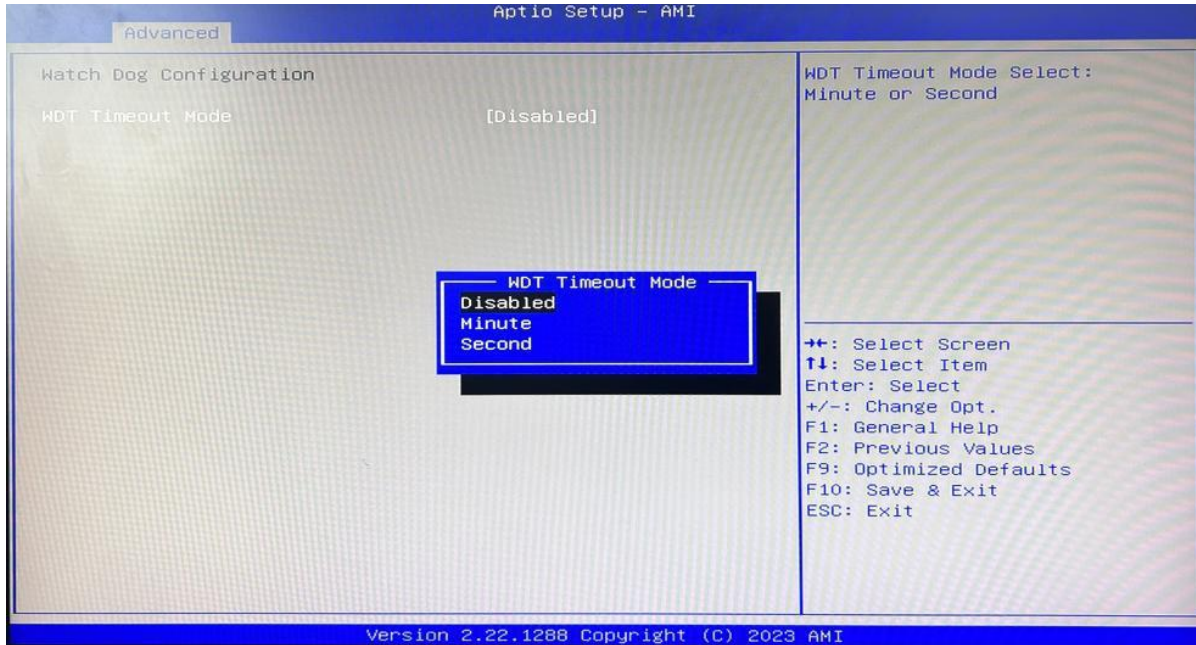 Aptio Setup – AMI
Advanced
Watch Dog Configuration
WDT Timeout Mode [Disabled]
WDT Timeout Mode Select:
Minute or Second
WDT Timeout Mode
Disabled
Minute
Second
→←: Select Screen
↑↓: Select Item
Enter: Select
+/-: Change Opt.
F1: General Help
F2: Previous Values
F9: Optimized Defaults
F10: Save & Exit
ESC: Exit
Version 2.22.1288 Copyright (C) 2023 AMI